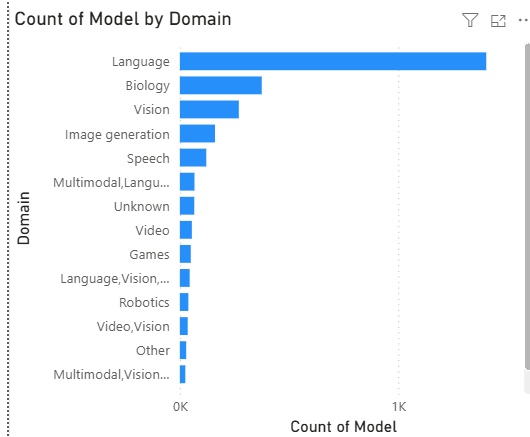 Count of Model by Domain
Language
Biology
Vision
Image generation
Speech
Multimodal,Langu...
Unknown
Video
Games
Language,Vision,...
Robotics
Video,Vision
Other
Multimodal,Vision...
Domain
0K 1K
Count of Model